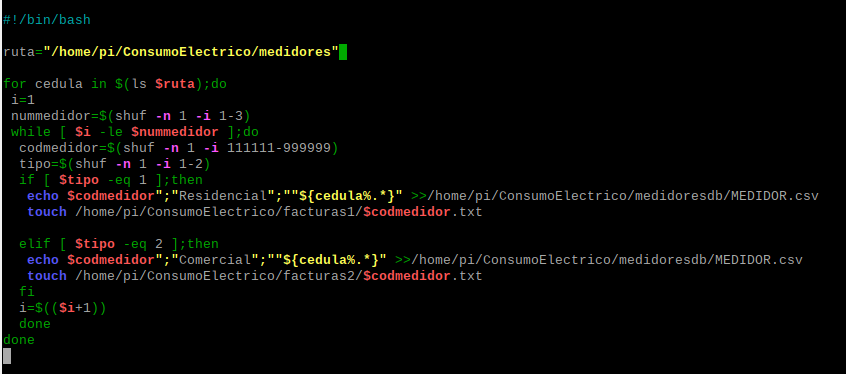 #!/bin/bash
ruta="/home/pi/ConsumoElectrico/medidores"
for cedula in $(ls $ruta);do
i=1
nummedidor=$(shuf -n 1 -i 1-3)
while [ $i -le $nummedidor ];do
codmedidor=$(shuf -n 1 -i 111111-999999)
tipo=$(shuf -n 1 -i 1-2)
if [ $tipo -eq 1 ];then
echo $codmedidor";"Residencial";""${cedula%.*}" >>/home/pi/ConsumoElectrico/medidoresdb/MEDIDOR.csv
touch /home/pi/ConsumoElectrico/facturas1/$codmedidor.txt
elif [ $tipo -eq 2 ];then
echo $codmedidor";"Comercial";""${cedula%.*}" >>/home/pi/ConsumoElectrico/medidoresdb/MEDIDOR.csv
touch /home/pi/ConsumoElectrico/facturas2/$codmedidor.txt
fi
i=$(($i+1))
done
done